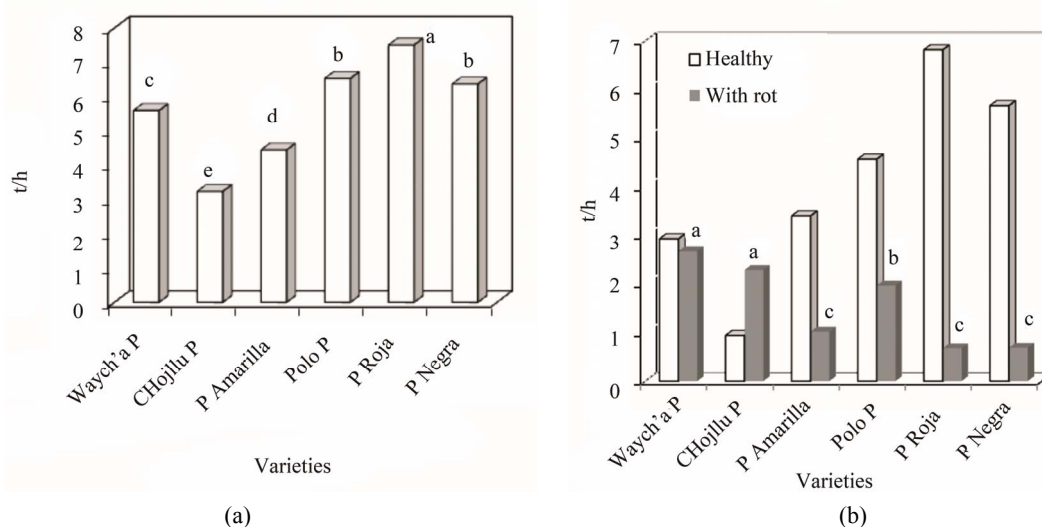 8
7
6
5
4
3
2
1
0
t/h
c
e
d
b
a
b
Waych'a P
CHojllu P
P Amarilla
Polo P
P Roja
P Negra
Varieties
(a)
7
6
5
4
3
2
1
0
t/h
Healthy
With rot
a
a
c
b
c
c
Waych'a P
CHojllu P
P Amarilla
Polo P
P Roja
P Negra
Varieties
(b)